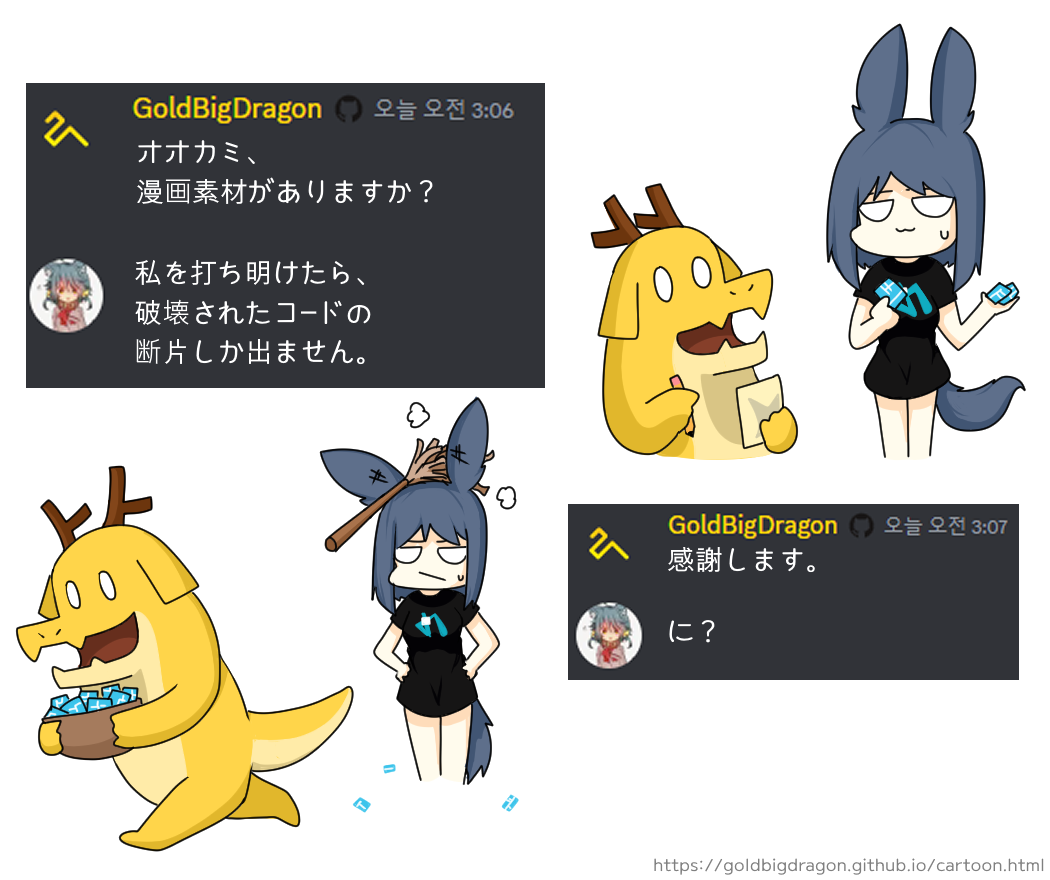 GoldBigDragon 오늘 오전 3:06
オオカミ、
漫画素材がありますか？
私を打ち明けたら、
破壊されたコードの
断片しか出ません。
GoldBigDragon 오늘 오전 3:07
感謝します。
に？
https://goldbigdragon.github.io/cartoon.html